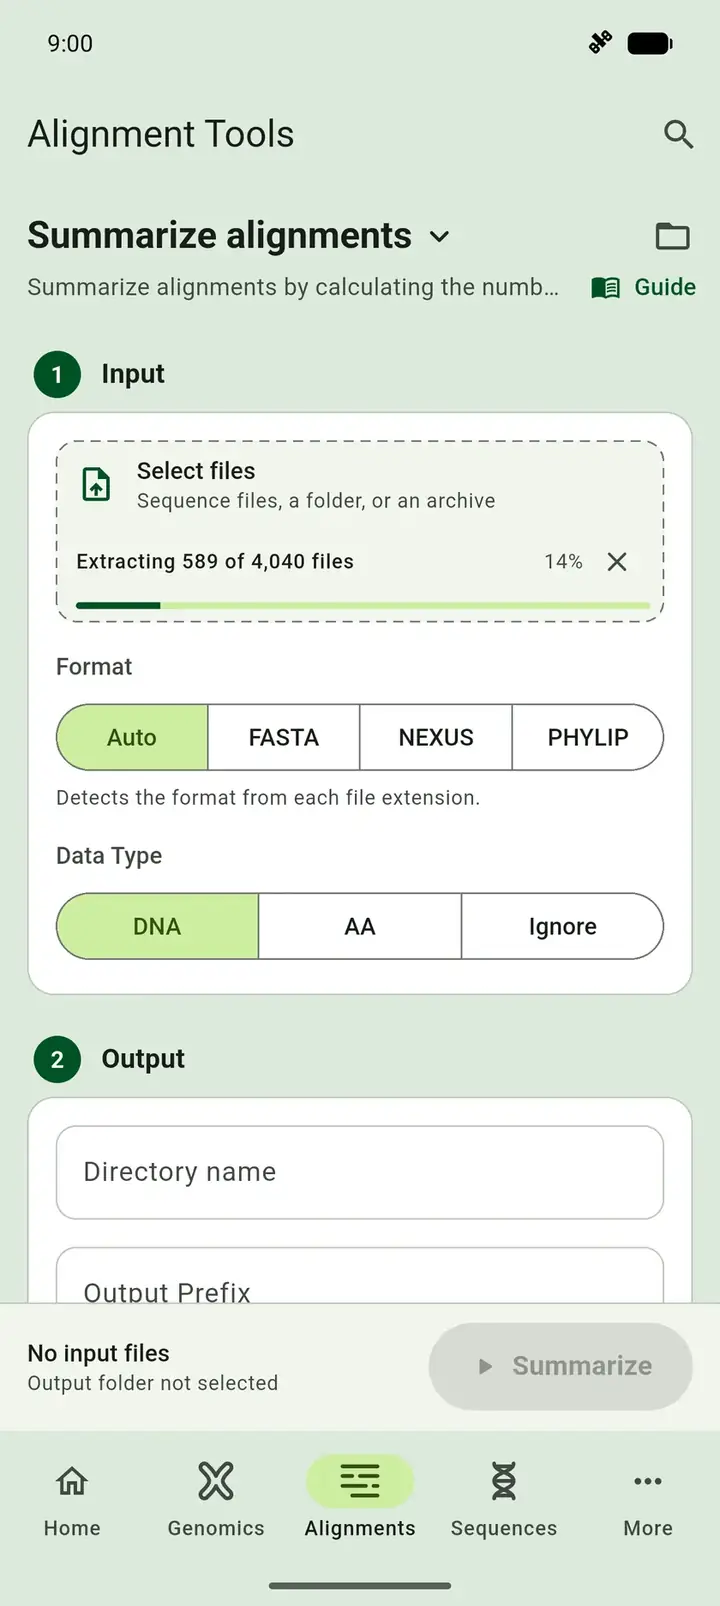 9:00
Alignment Tools
Summarize alignments
Summarize alignments by calculating the numb…
Guide
1 Input
Select files
Sequence files, a folder, or an archive
Extracting 589 of 4,040 files 14%
Format
Auto FASTA NEXUS PHYLIP
Detects the format from each file extension.
Data Type
DNA AA Ignore
2 Output
Directory name
Output Prefix
No input files
Output folder not selected
Summarize
Home Genomics Alignments Sequences More